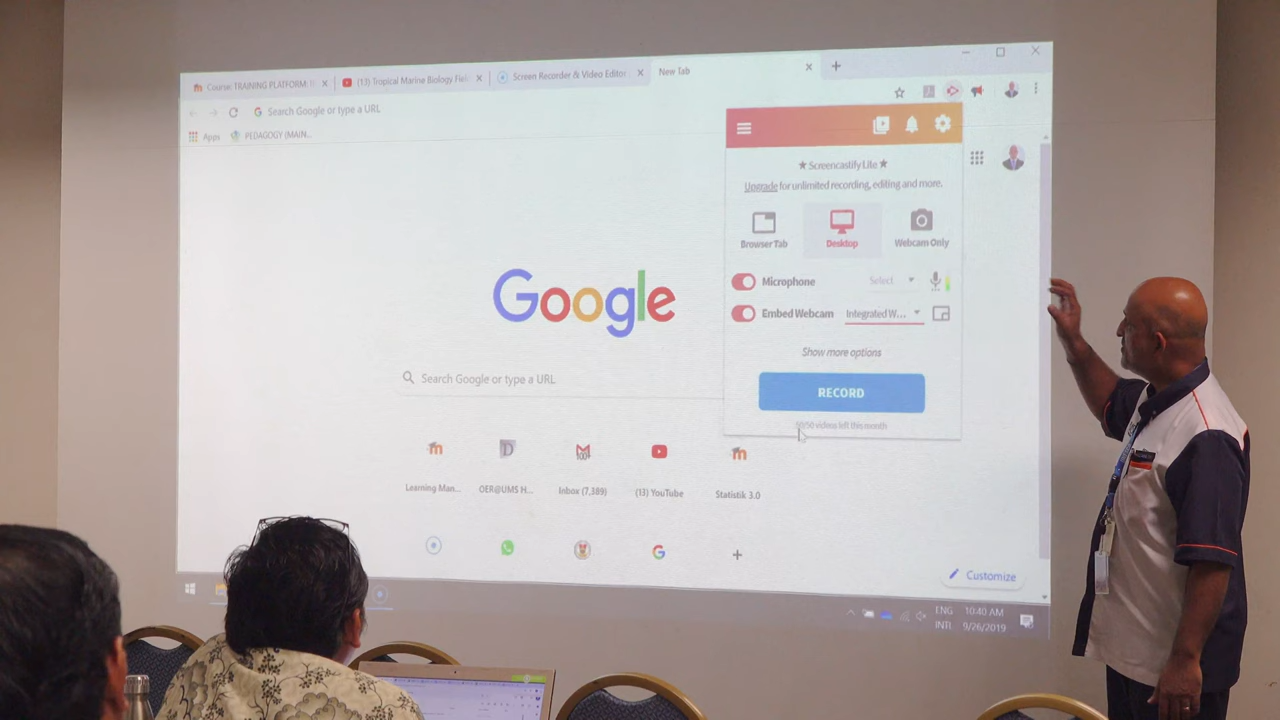 Course: TRAINING PLATFORM:
(13) Tropical Marine Biology Fiel
Screen Recorder & Video Editor
New Tab
Search Google or type a URL
Apps
PEDAGOGY (MAIN...
★ Screencastify Lite ★
Upgrade for unlimited recording, editing and more.
Browser Tab
Desktop
Webcam Only
Microphone
Select
Embed Webcam
Integrated W...
Show more options
RECORD
videos left this month
Google
Search Google or type a URL
Learning Man...
OER@UMS H...
Inbox (7,389)
(13) YouTube
Statistik 3.0
Customize
ENG
INTL
10:40 AM
9/26/2019